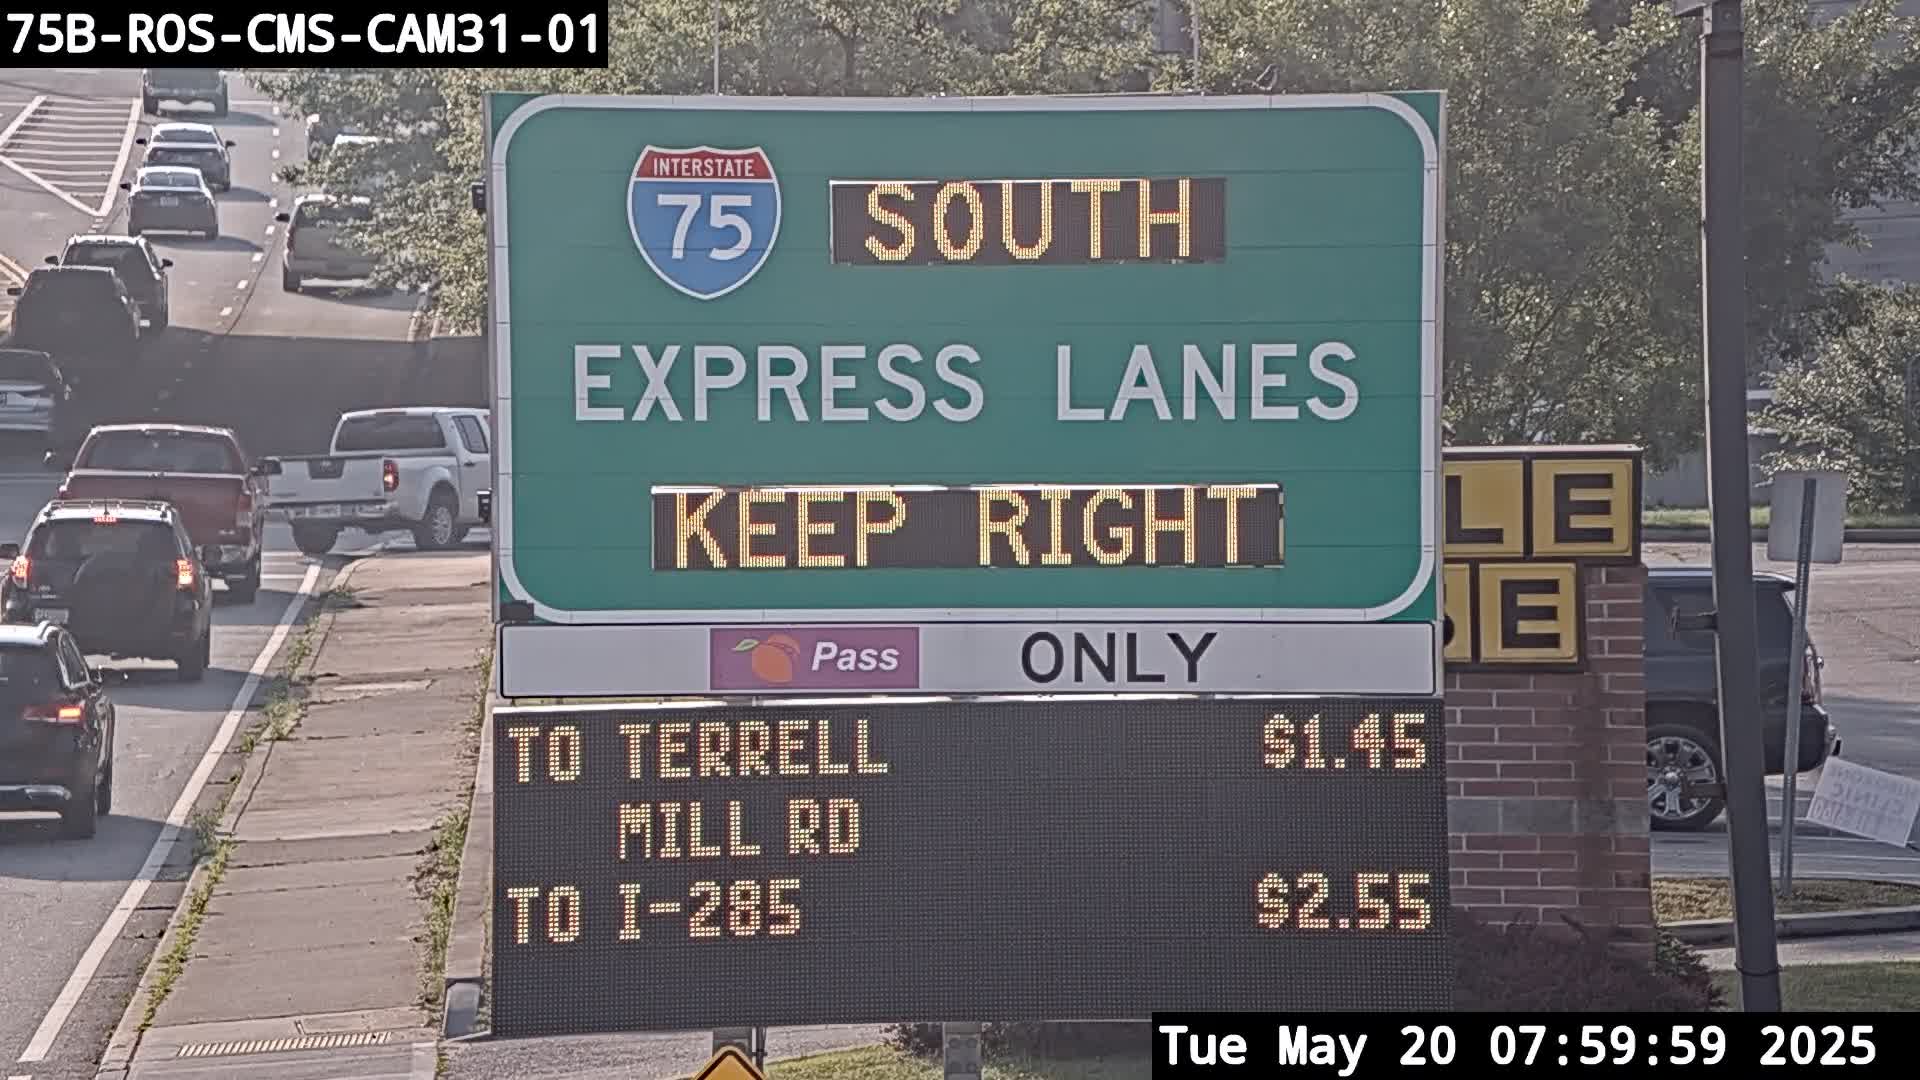 75B-ROS-CMS-CAM31-01
INTERSTATE
75
SOUTH
EXPRESS LANES
KEEP RIGHT
Pass ONLY
TO TERRELL $1.45
MILL RD
TO I-285 $2.55
LE
E
Tue May 20 07:59:59 2025